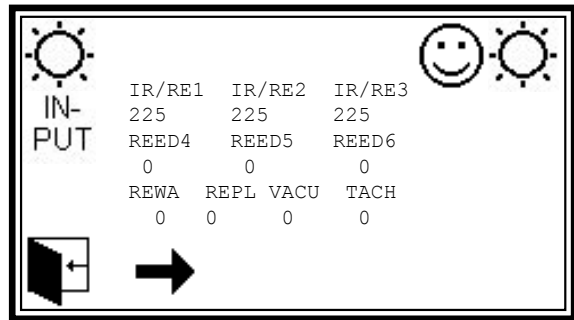 IN-
PUT
IR/RE1 IR/RE2 IR/RE3
225 225 225
REED4 REED5 REED6
0 0 0
REWA REPL VACU TACH
0 0 0 0